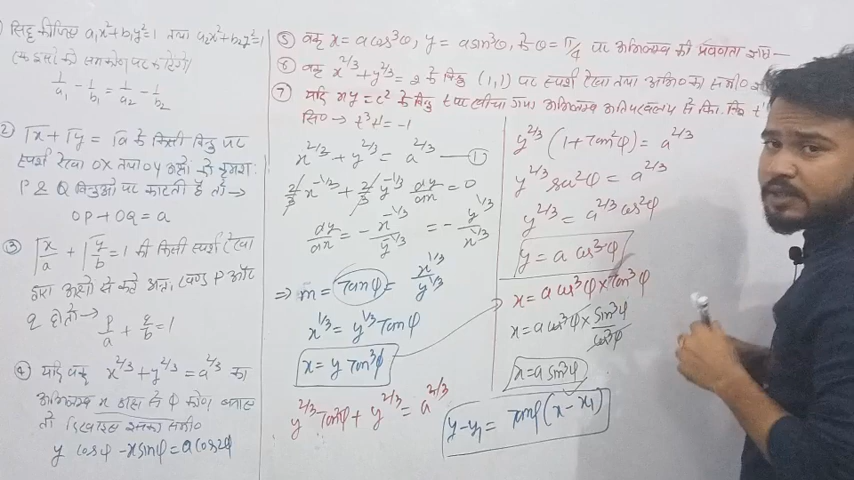 सिद्ध कीजिए a₁x²+b₁y²=1 तथा a₂x²+b₂y²=1
एक दूसरे को समकोण पर काटेंगे।
1/a₁ - 1/b₁ = 1/a₂ - 1/b₂
② √x + √y = √a के किसी बिन्दु पर
स्पर्श रेखा OX तथा OY अक्षों को क्रमशः
P & Q बिन्दुओं पर काटती है तो →
OP + OQ = a
③ √x/a + √y/b = 1 की किसी स्पर्श रेखा
द्वारा अक्षों से कटे अन्तः खण्ड P और
q हो तो →
p/a + q/b = 1
④ यदि वक्र x^2/3 + y^2/3 = a^2/3 का
अभिलम्ब x अक्ष से φ कोण बनाए
तो दिखाइए इसका समी०
y cosφ - x sinφ = a cos2φ
⑤ वक्र x = a cos³θ, y = a sin³θ, के θ = π/4 पर अभिलम्ब की प्रवणता ज्ञात —
⑥ वक्र x^2/3 + y^2/3 = 2 के बिन्दु (1,1) पर स्पर्श रेखा तथा अभि० का समी०
⑦ यदि xy = c² के बिन्दु t पर खींचा गया अभिलम्ब अतिपरवलय से
सि० → t³t' = -1
x^2/3 + y^2/3 = a^2/3 — ①
2/3 x^-1/3 + 2/3 y^-1/3 dy/dx = 0
dy/dx = - x^-1/3 / y^-1/3 = - y^1/3 / x^1/3
⇒ m = Tanφ = x^1/3 / y^1/3
x^1/3 = y^1/3 Tanφ
x = y Tan³φ
y^2/3 Tan²φ + y^2/3 = a^2/3
y^2/3 (1 + Tan²φ) = a^2/3
y^2/3 sec²φ = a^2/3
y^2/3 = a^2/3 cos²φ
y = a cos³φ
x = a cos³φ × Tan³φ
x = a cos³φ × sin³φ / cos³φ
x = a sin³φ
y - y₁ = Tanφ (x - x₁)